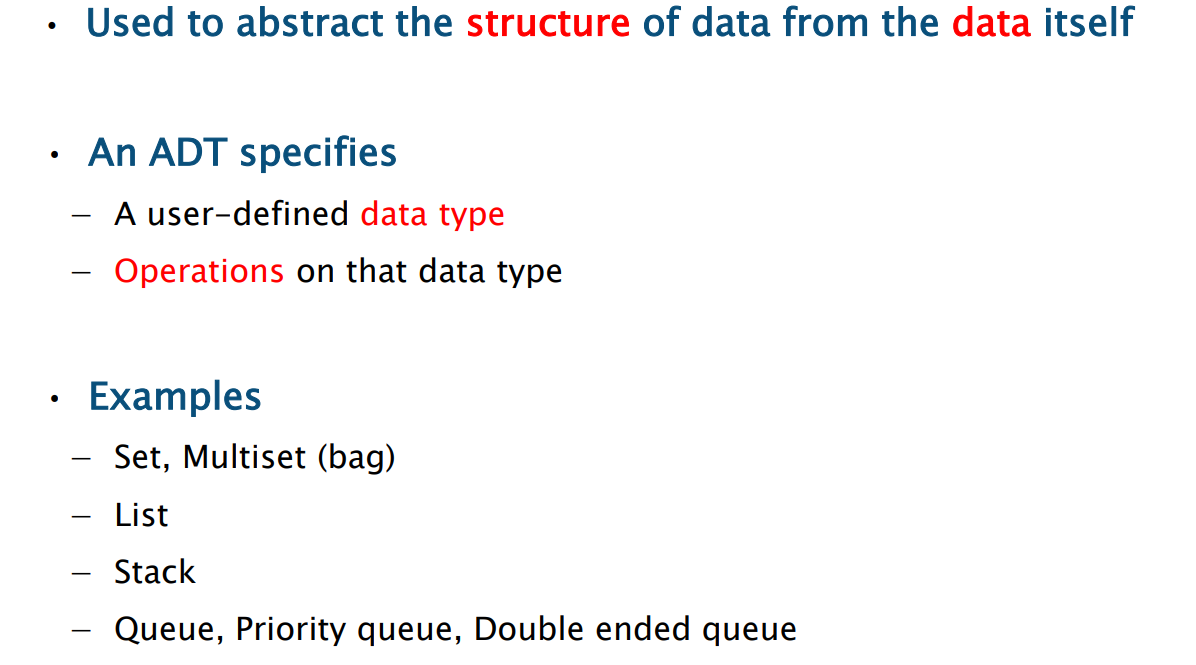 • Used to abstract the structure of data from the data itself
• An ADT specifies
– A user-defined data type
– Operations on that data type
• Examples
– Set, Multiset (bag)
– List
– Stack
– Queue, Priority queue, Double ended queue